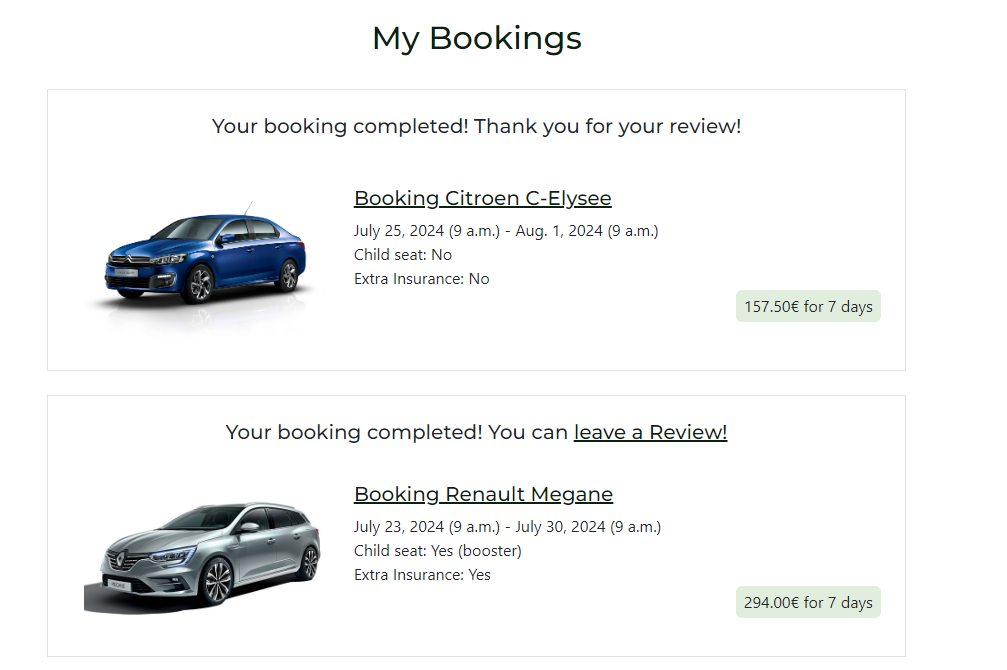 My Bookings
Your booking completed! Thank you for your review!
Booking Citroen C-Elysee
July 25, 2024 (9 a.m.) - Aug. 1, 2024 (9 a.m.)
Child seat: No
Extra Insurance: No
157.50€ for 7 days
Your booking completed! You can leave a Review!
Booking Renault Megane
July 23, 2024 (9 a.m.) - July 30, 2024 (9 a.m.)
Child seat: Yes (booster)
Extra Insurance: Yes
294.00€ for 7 days